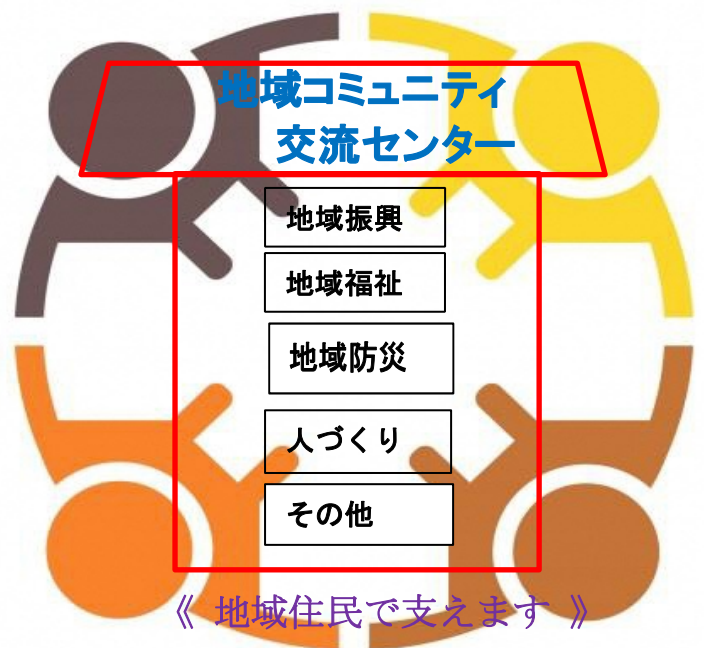 地域コミュニティ
交流センター
地域振興
地域福祉
地域防災
人づくり
その他
《 地域住民で支えます 》